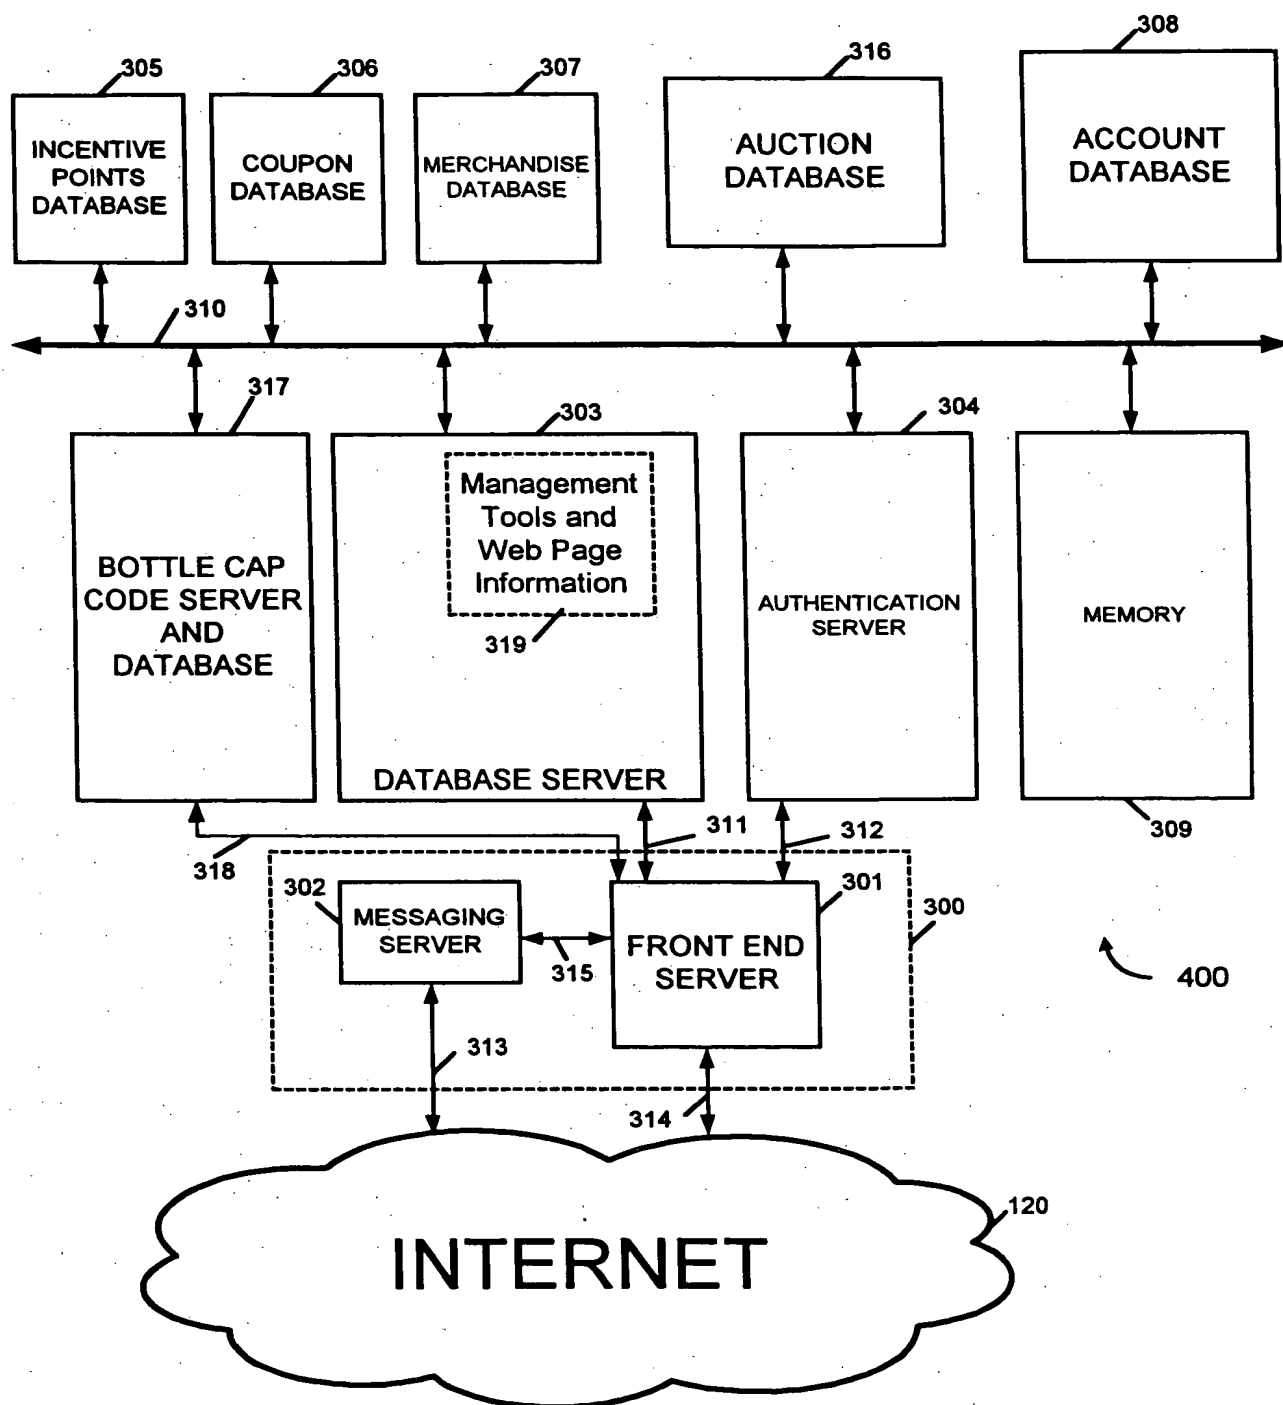 305
306
307
316
308
INCENTIVE
POINTS
DATABASE
COUPON
DATABASE
MERCHANDISE
DATABASE
AUCTION
DATABASE
ACCOUNT
DATABASE
310
317
303
304
BOTTLE CAP
CODE SERVER
AND
DATABASE
Management
Tools and
Web Page
Information
319
DATABASE SERVER
AUTHENTICATION
SERVER
MEMORY
309
318
311
312
302
301
300
MESSAGING
SERVER
315
FRONT END
SERVER
400
313
314
120
INTERNET